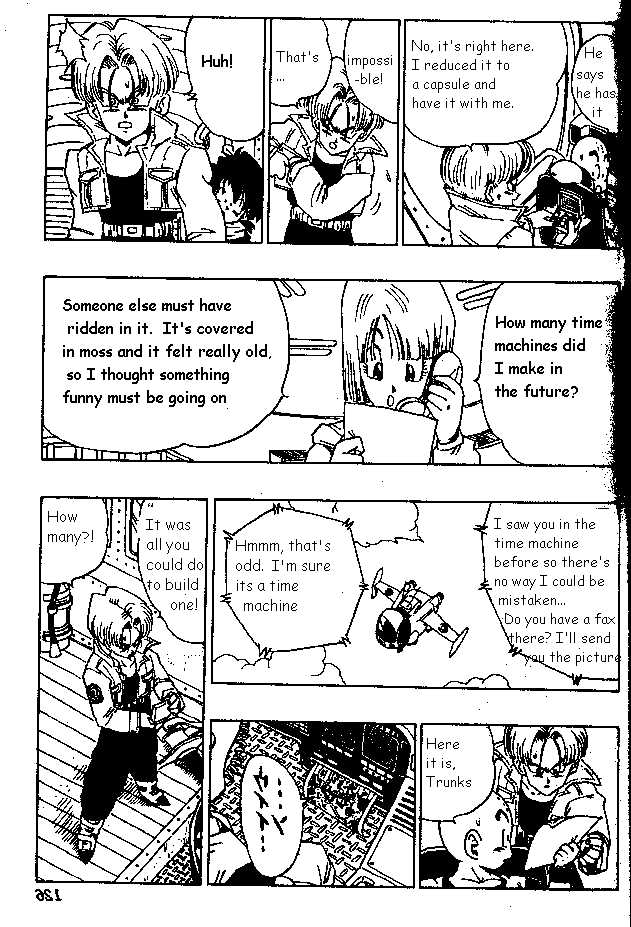 Huh!
That's
...
impossi
-ble!
No, it's right here.
I reduced it to
a capsule and
have it with me.
He
says
he has
it
Someone else must have
ridden in it. It's covered
in moss and it felt really old,
so I thought something
funny must be going on
How many time
machines did
I make in
the future?
How
many?!
It was
all you
could do
to build
one!
Hmmm, that's
odd. I'm sure
its a time
machine
I saw you in the
time machine
before so there's
no way I could be
mistaken...
Do you have a fax
there? I'll send
you the picture
Here
it is,
Trunks
126